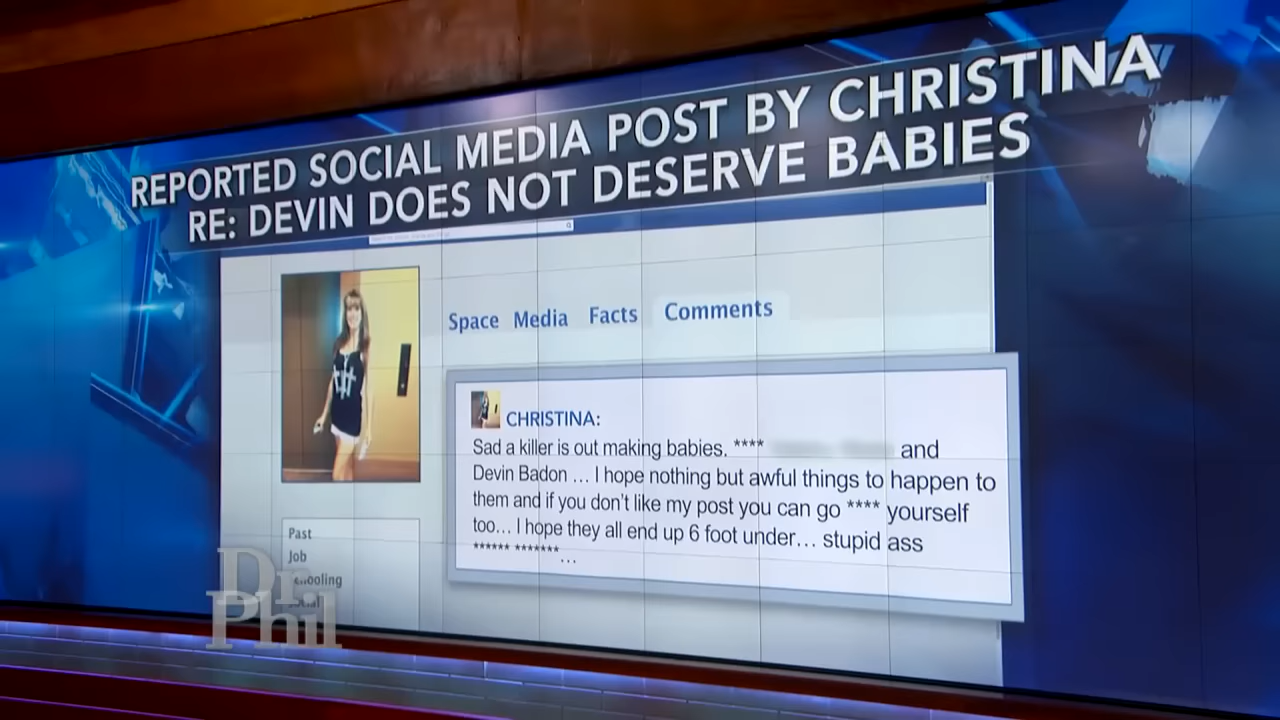 REPORTED SOCIAL MEDIA POST BY CHRISTINA
RE: DEVIN DOES NOT DESERVE BABIES
Space Media Facts Comments
CHRISTINA:
Sad a killer is out making babies. **** and
Devin Badon ... I hope nothing but awful things to happen to
them and if you don't like my post you can go **** yourself
too... I hope they all end up 6 foot under... stupid ass
****** *******...
Past
Job
Dr.
Phil